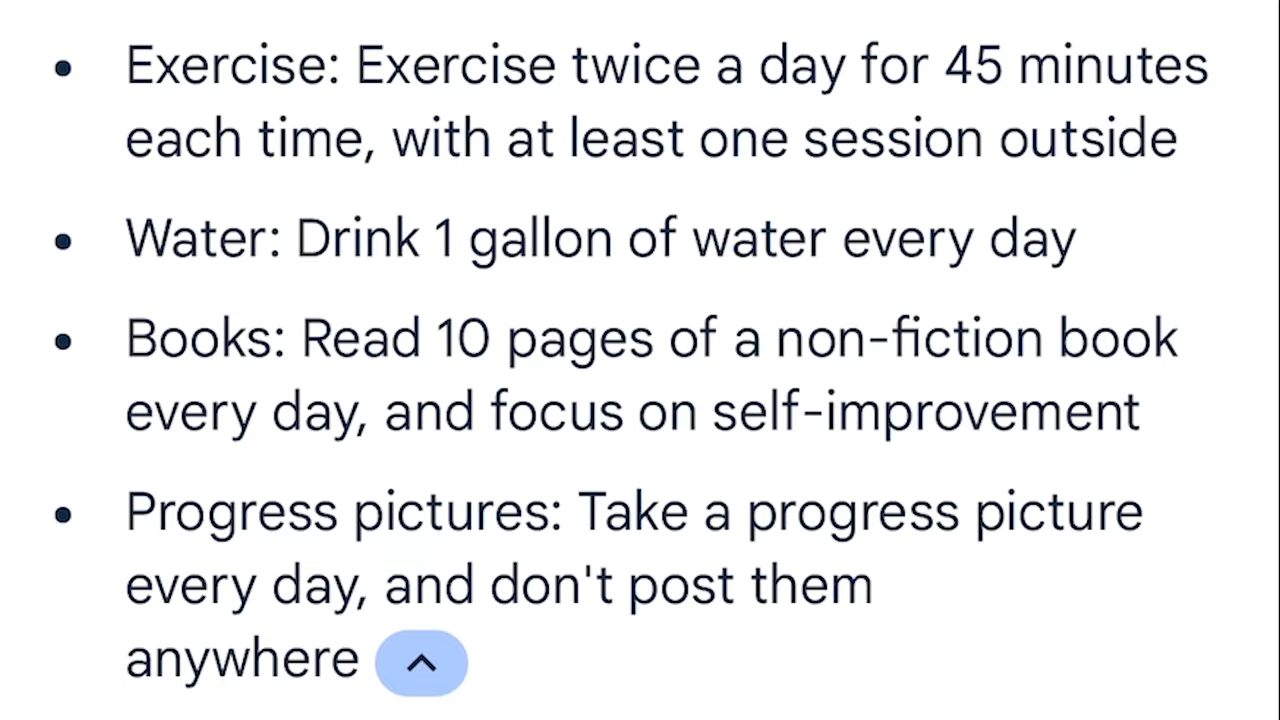 • Exercise: Exercise twice a day for 45 minutes
each time, with at least one session outside
• Water: Drink 1 gallon of water every day
• Books: Read 10 pages of a non-fiction book
every day, and focus on self-improvement
• Progress pictures: Take a progress picture
every day, and don't post them
anywhere